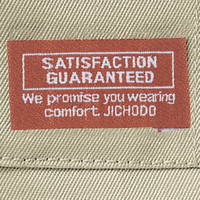 SATISFACTION
GUARANTEED
We promise you wearing
comfort. JICHODO